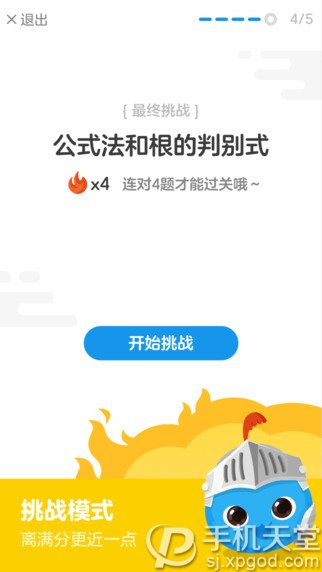 × 退出
4/5
{ 最终挑战 }
公式法和根的判别式
x4 连对4题才能过关哦~
开始挑战
挑战模式
离满分更近一点
手机天堂
sj.xpgod.com